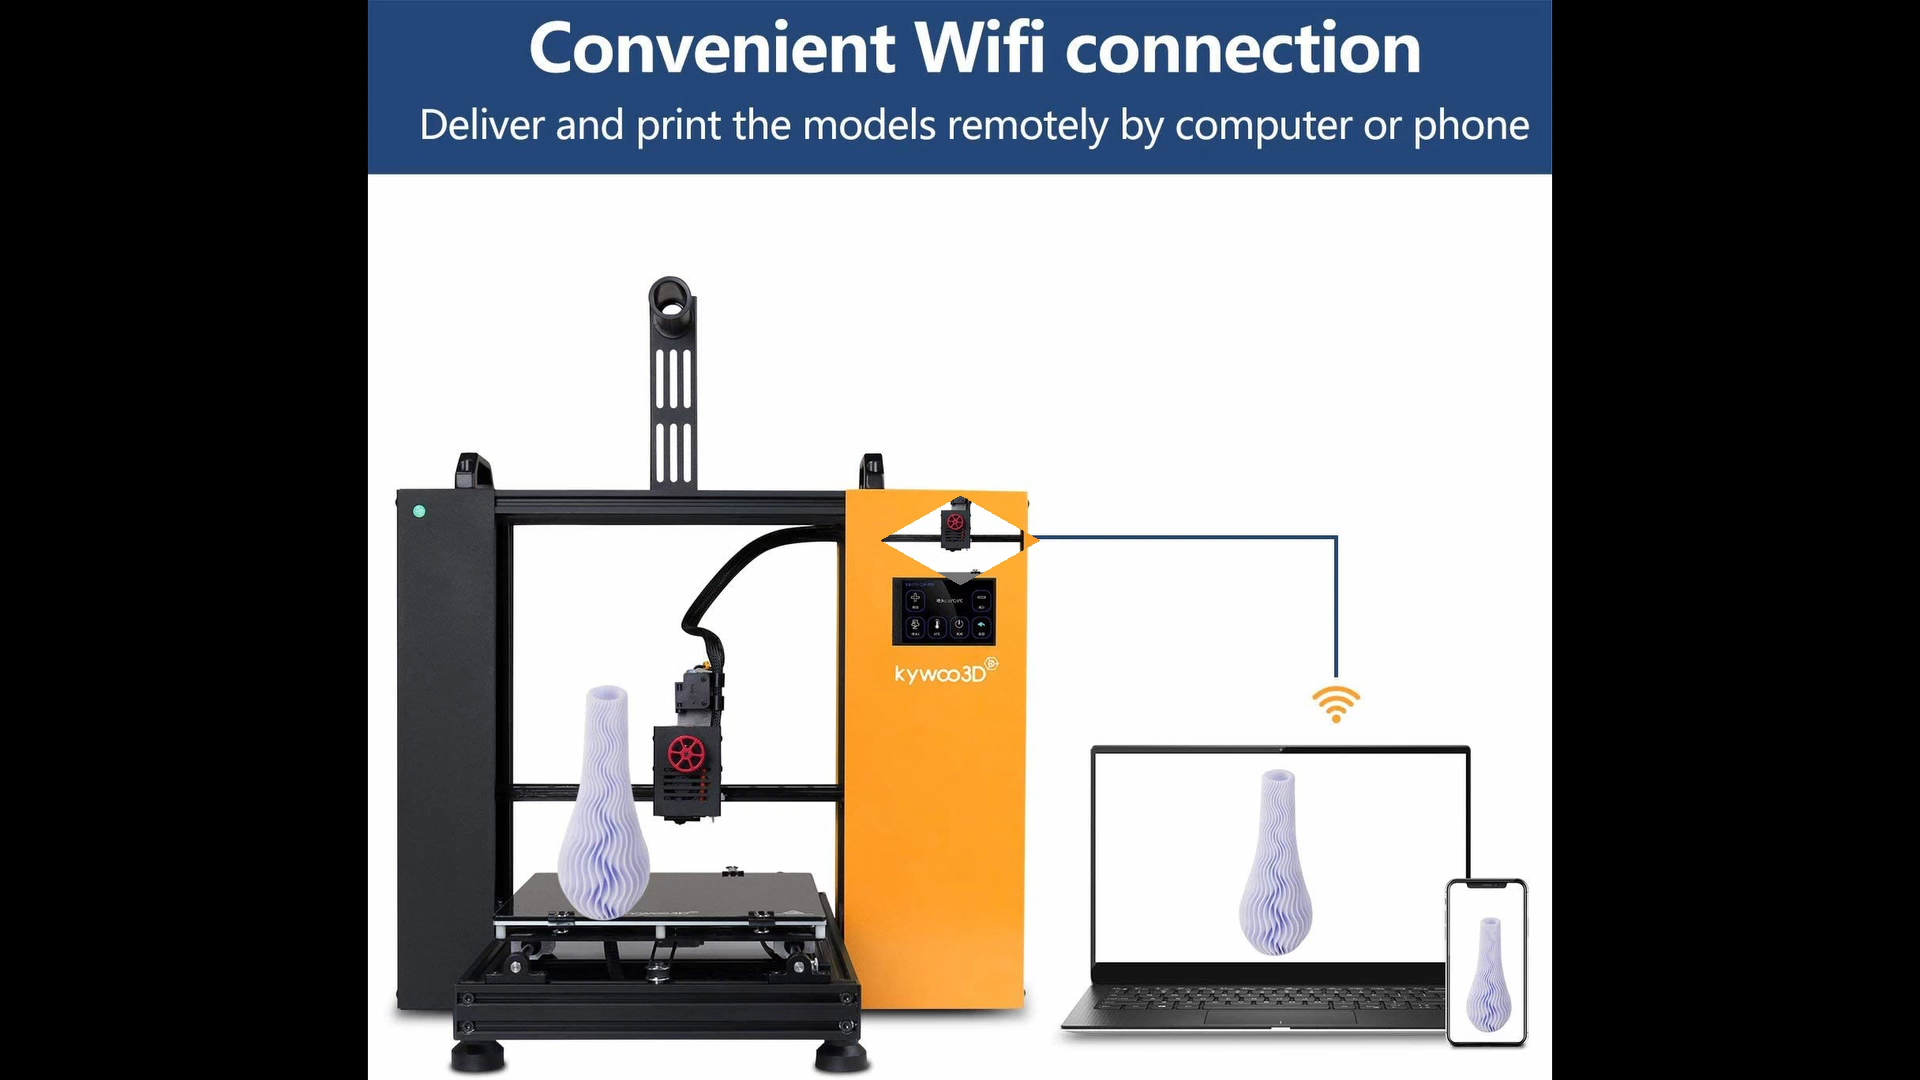 Convenient Wifi connection
Deliver and print the models remotely by computer or phone
kywoo3D